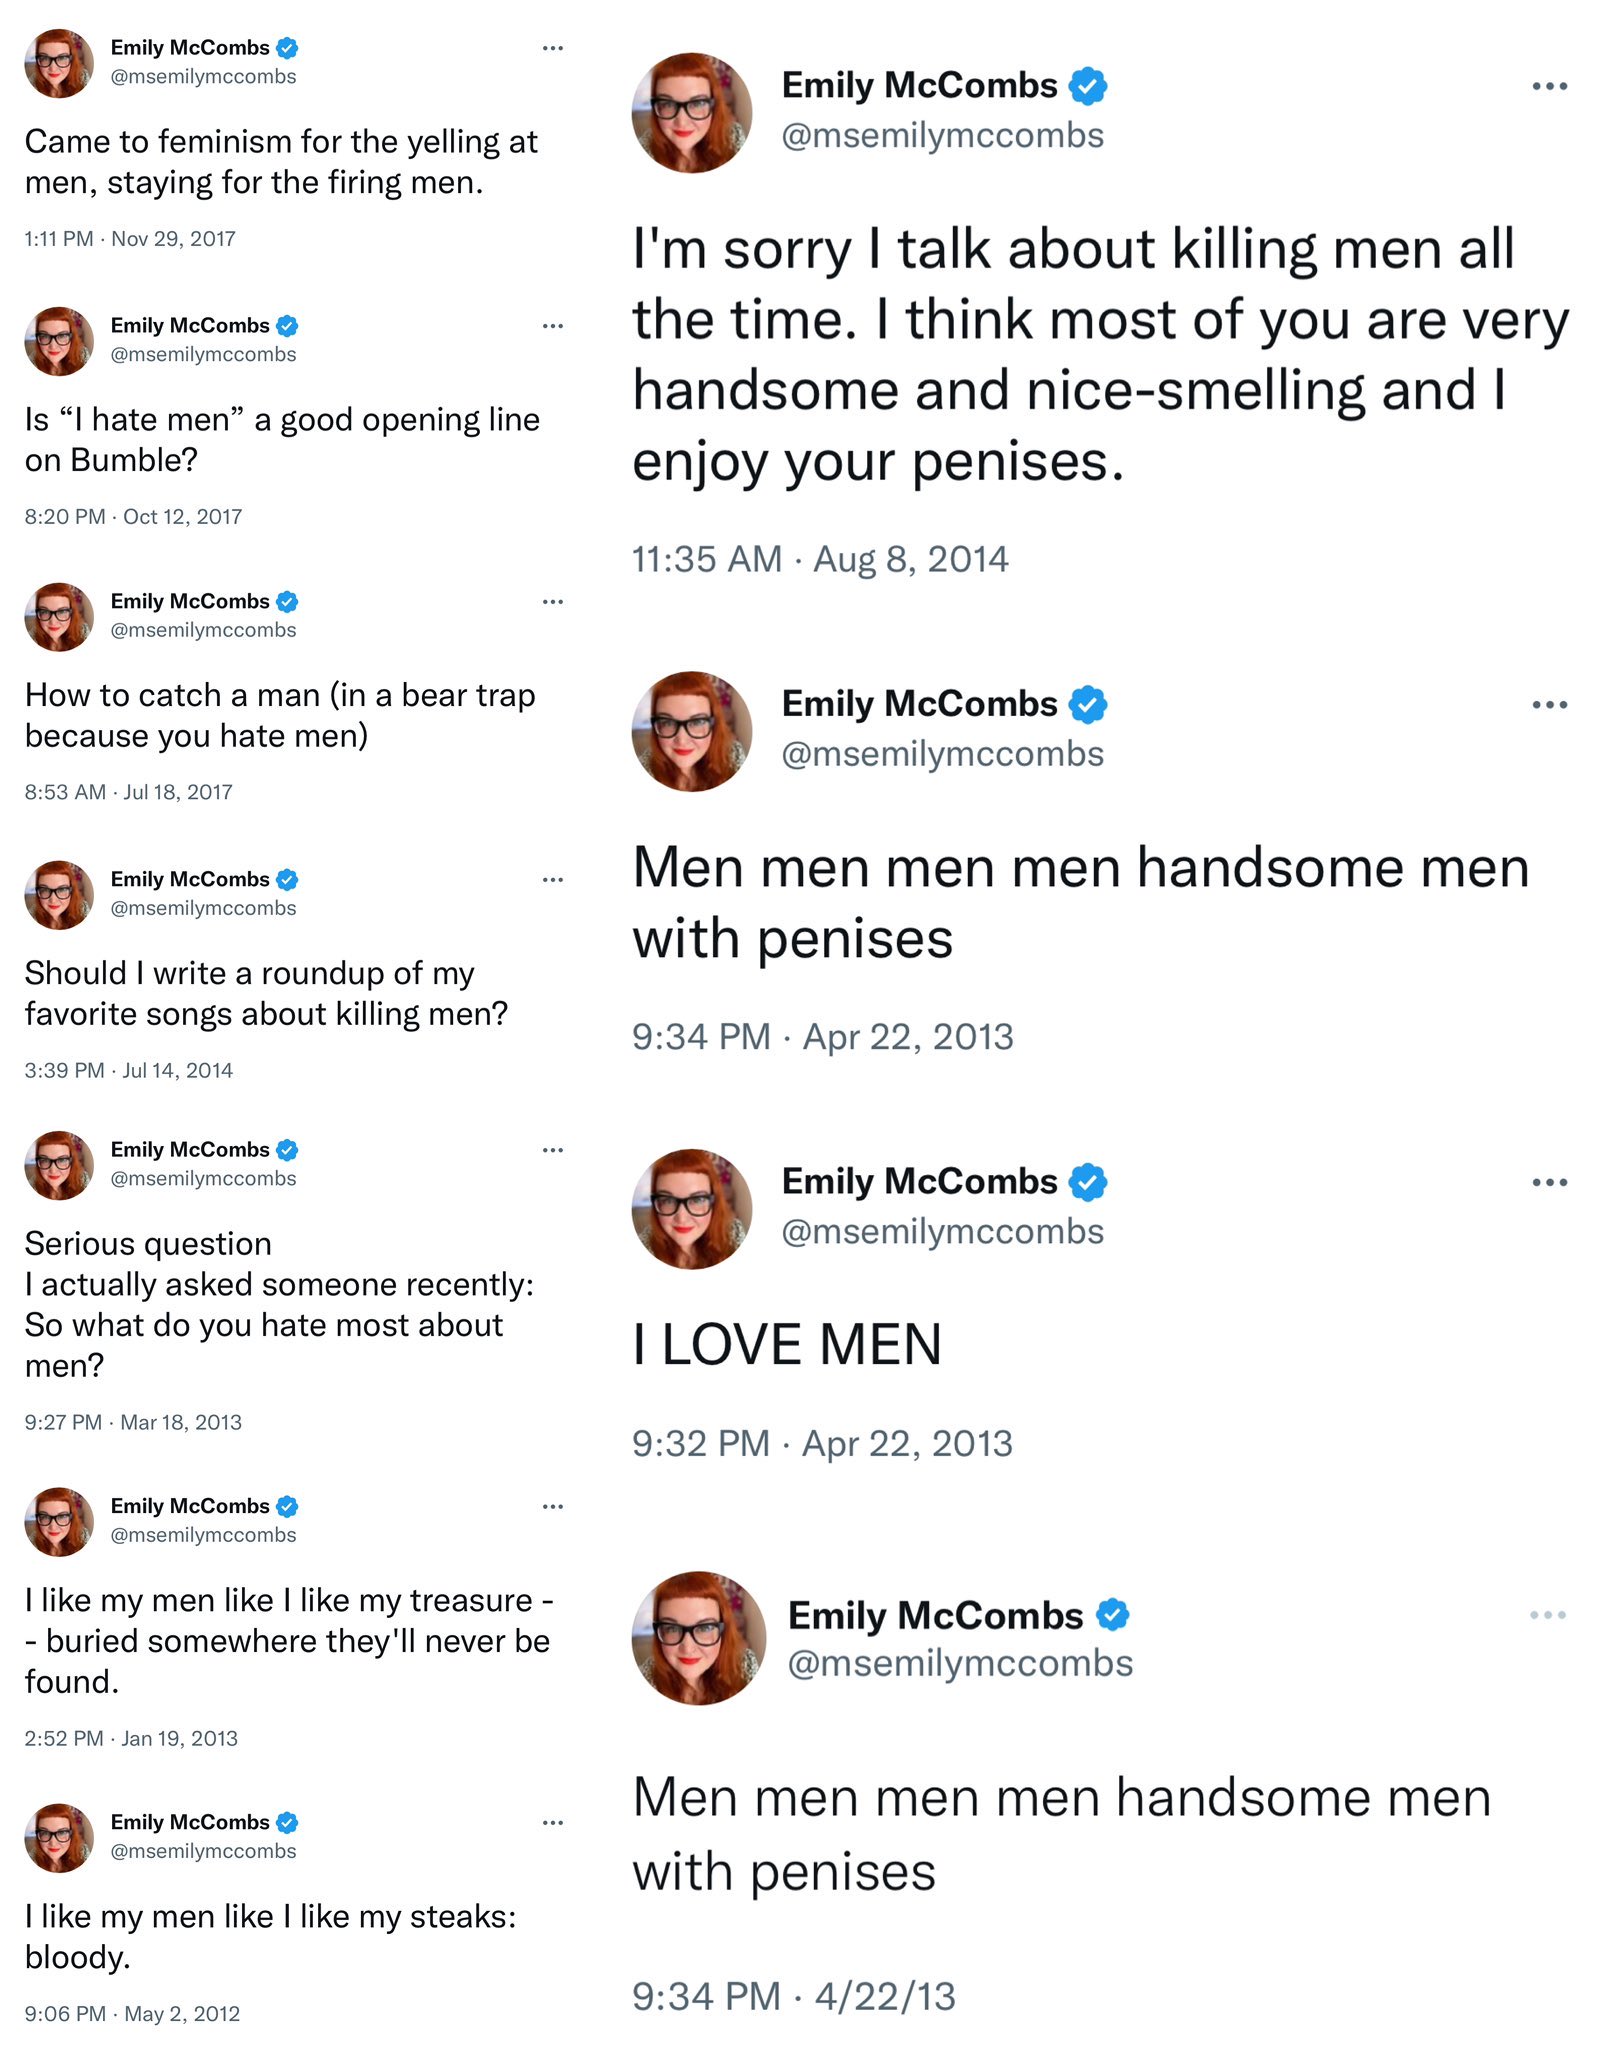 Emily McCombs
@msemilymccombs
Came to feminism for the yelling at
men, staying for the firing men.
1:11 PM · Nov 29, 2017
Emily McCombs
@msemilymccombs
Is “I hate men” a good opening line
on Bumble?
8:20 PM · Oct 12, 2017
Emily McCombs
@msemilymccombs
How to catch a man (in a bear trap
because you hate men)
8:53 AM · Jul 18, 2017
Emily McCombs
@msemilymccombs
Should I write a roundup of my
favorite songs about killing men?
3:39 PM · Jul 14, 2014
Emily McCombs
@msemilymccombs
Serious question
I actually asked someone recently:
So what do you hate most about
men?
9:27 PM · Mar 18, 2013
Emily McCombs
@msemilymccombs
I like my men like I like my treasure -
- buried somewhere they'll never be
found.
2:52 PM · Jan 19, 2013
Emily McCombs
@msemilymccombs
I like my men like I like my steaks:
bloody.
9:06 PM · May 2, 2012
Emily McCombs
@msemilymccombs
I'm sorry I talk about killing men all
the time. I think most of you are very
handsome and nice-smelling and I
enjoy your penises.
11:35 AM · Aug 8, 2014
Emily McCombs
@msemilymccombs
Men men men men handsome men
with penises
9:34 PM · Apr 22, 2013
Emily McCombs
@msemilymccombs
I LOVE MEN
9:32 PM · Apr 22, 2013
Emily McCombs
@msemilymccombs
Men men men men handsome men
with penises
9:34 PM · 4/22/13